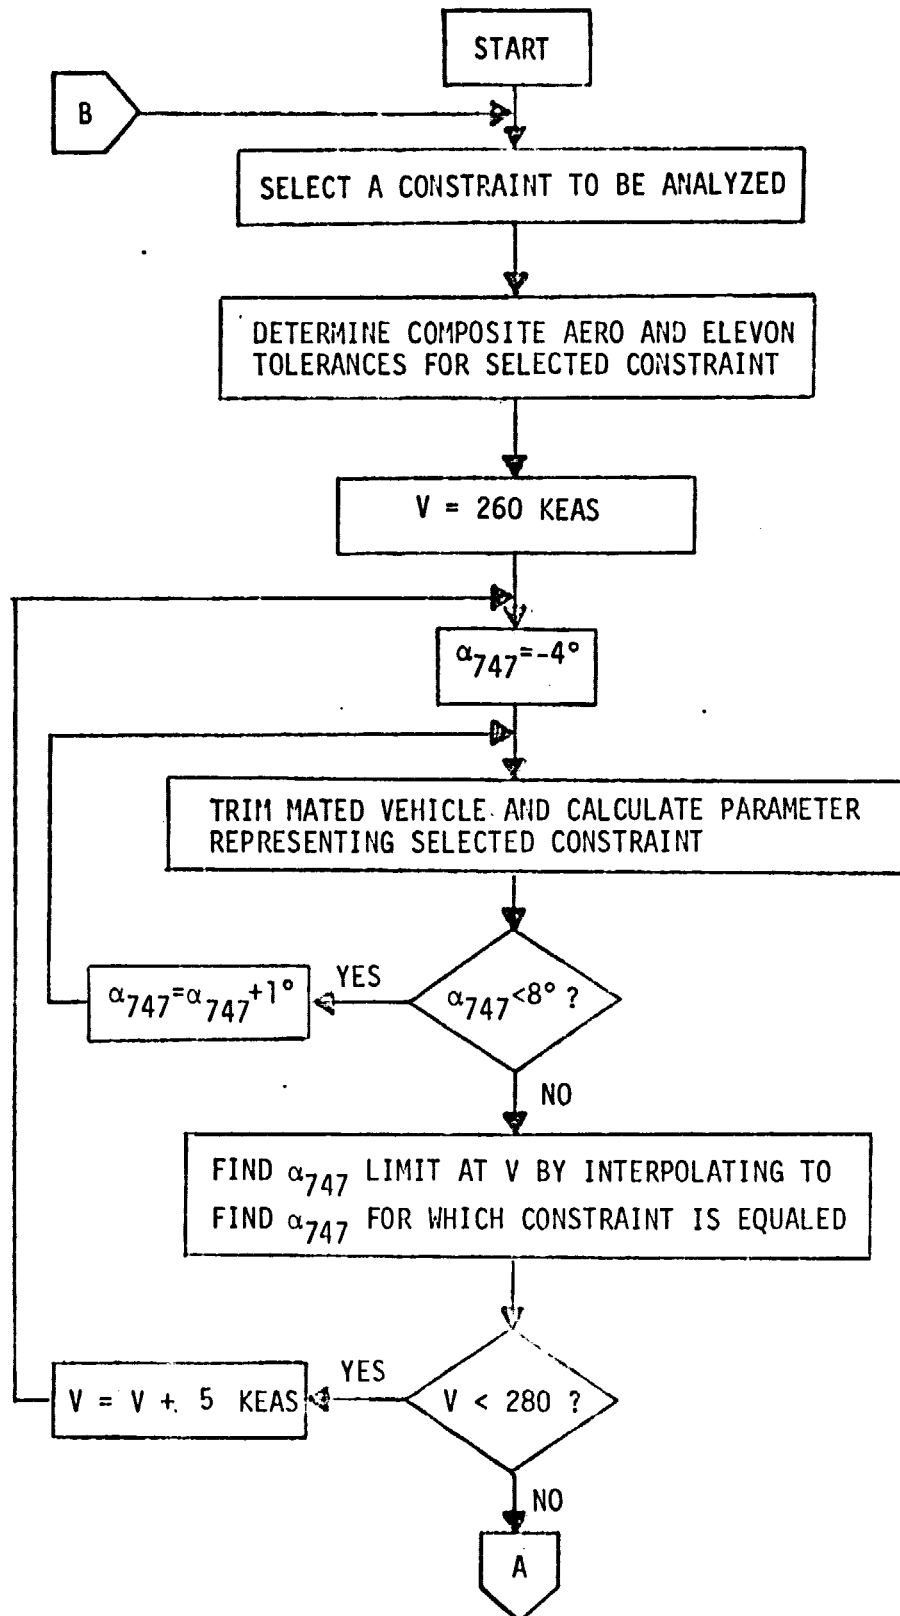 START
B
SELECT A CONSTRAINT TO BE ANALYZED
DETERMINE COMPOSITE AERO AND ELEVON
TOLERANCES FOR SELECTED CONSTRAINT
V = 260 KEAS
α747=-4°
TRIM MATED VEHICLE AND CALCULATE PARAMETER
REPRESENTING SELECTED CONSTRAINT
α747=α747+1°
YES
α747<8° ?
NO
FIND α747 LIMIT AT V BY INTERPOLATING TO
FIND α747 FOR WHICH CONSTRAINT IS EQUALED
V = V + 5 KEAS
YES
V < 280 ?
NO
A